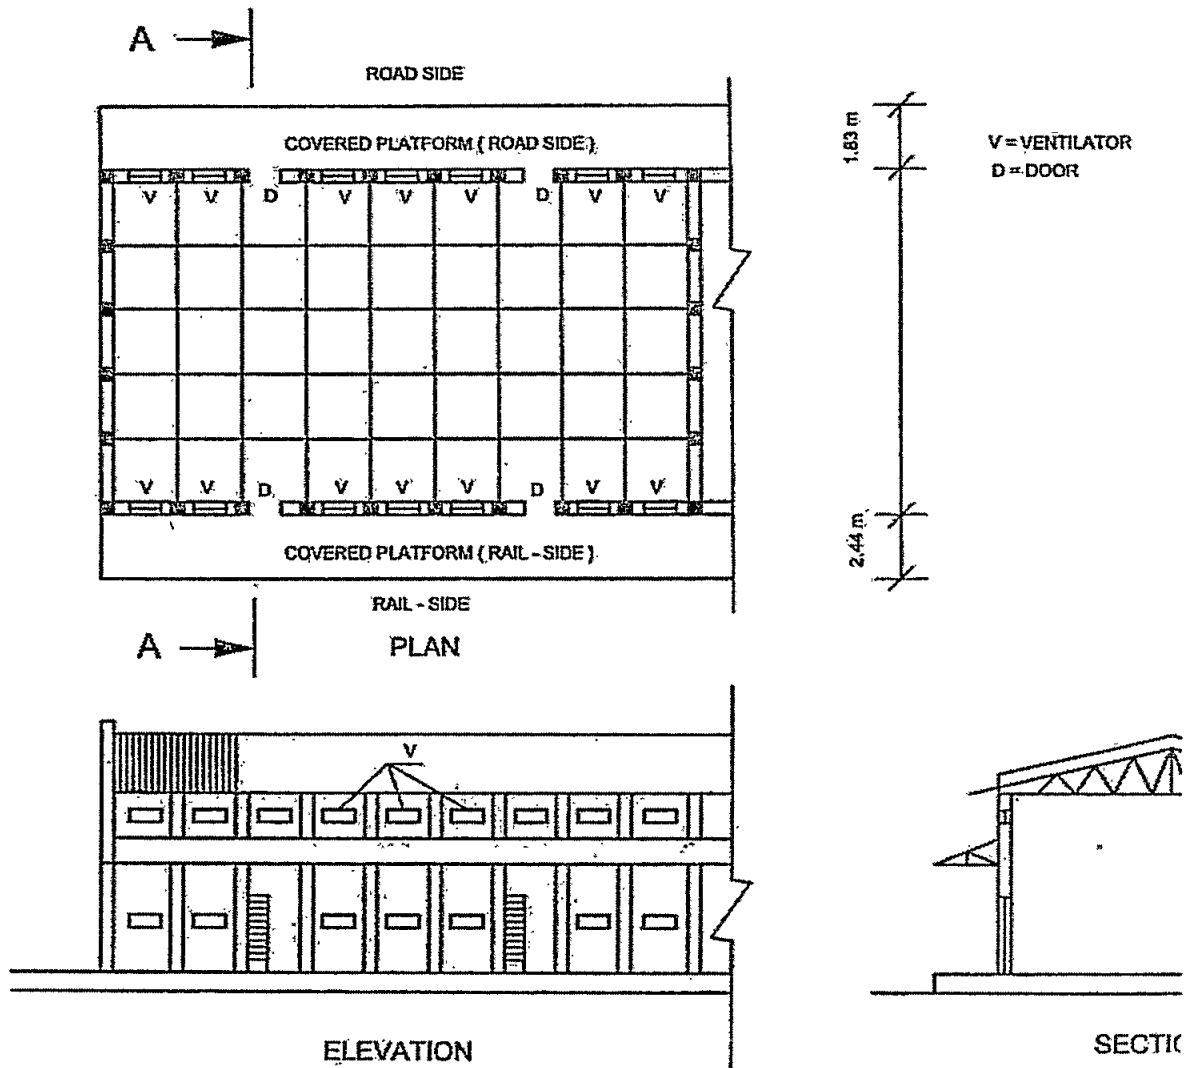 A
ROAD SIDE
COVERED PLATFORM ( ROAD SIDE )
1.83 m
V = VENTILATOR
D = DOOR
V V D V V V D V V
V V D V V V D V V
COVERED PLATFORM ( RAIL - SIDE )
2.44 m
RAIL - SIDE
A
PLAN
V
ELEVATION
SECTI